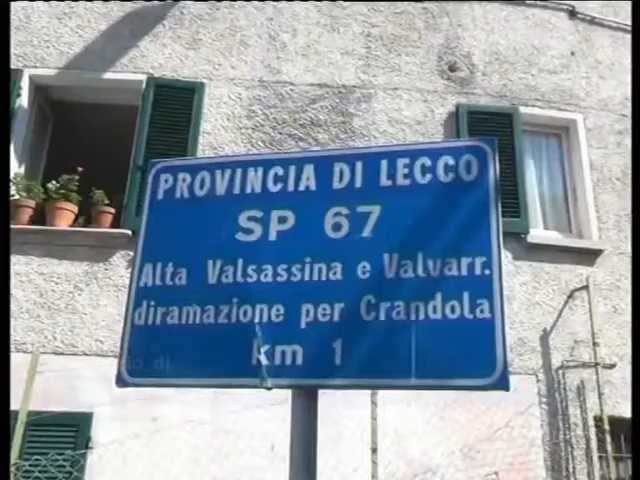 PROVINCIA DI LECCO
SP 67
Alta Valsassina e Valvarr.
diramazione per Crandola
km 1